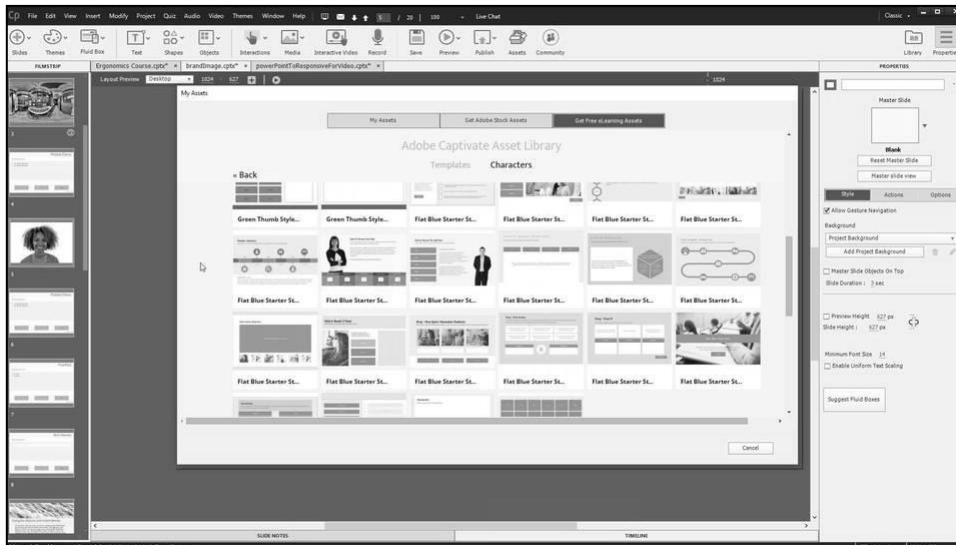 Cp File Edit View Insert Modify Project Quiz Audio Video Themes Window Help 5 / 20 100 Live Chat Classic
Slides Themes Fluid Box Text Shapes Objects Interactions Media Interactive Video Record Save Preview Publish Assets Community Library Properties
FILMSTRIP Ergonomics Course.cptx* × brandImage.cptx* × powerPointToResponsiveForVideo.cptx* × PROPERTIES
Layout Preview Desktop 1024 627 1024
My Assets
My Assets Get Adobe Stock Assets Get Free eLearning Assets
Adobe Captivate Asset Library
Templates Characters
« Back
Green Thumb Style... Green Thumb Style... Flat Blue Starter St... Flat Blue Starter St... Flat Blue Starter St... Flat Blue Starter St...
Flat Blue Starter St... Flat Blue Starter St... Flat Blue Starter St... Flat Blue Starter St... Flat Blue Starter St... Flat Blue Starter St...
Flat Blue Starter St... Flat Blue Starter St... Flat Blue Starter St... Flat Blue Starter St... Flat Blue Starter St... Flat Blue Starter St...
Cancel
Master Slide
Blank
Reset Master Slide
Master slide view
Style Actions Options
Allow Gesture Navigation
Background
Project Background
Add Project Background
Master Slide Objects On Top
Slide Duration : 3 sec
Preview Height 627 px
Slide Height : 627 px
Minimum Font Size 14
Enable Uniform Text Scaling
Suggest Fluid Boxes
SLIDE NOTES TIMELINE